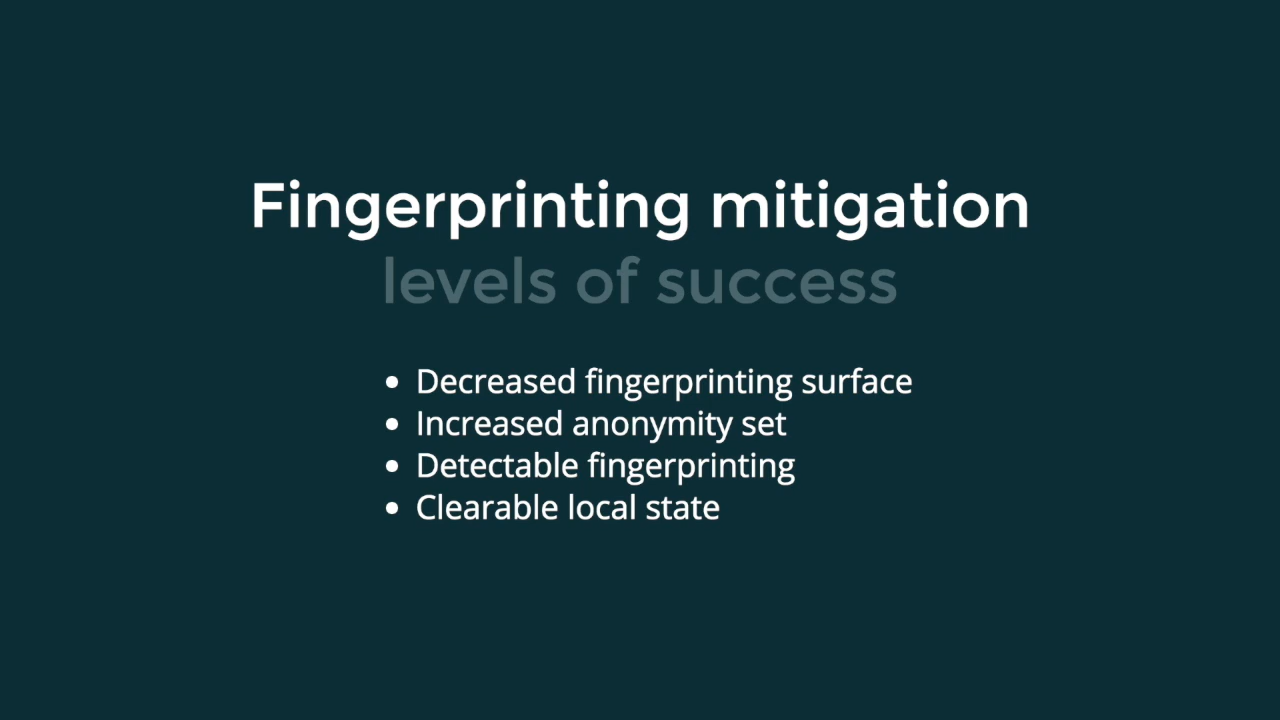 Fingerprinting mitigation
levels of success
• Decreased fingerprinting surface
• Increased anonymity set
• Detectable fingerprinting
• Clearable local state